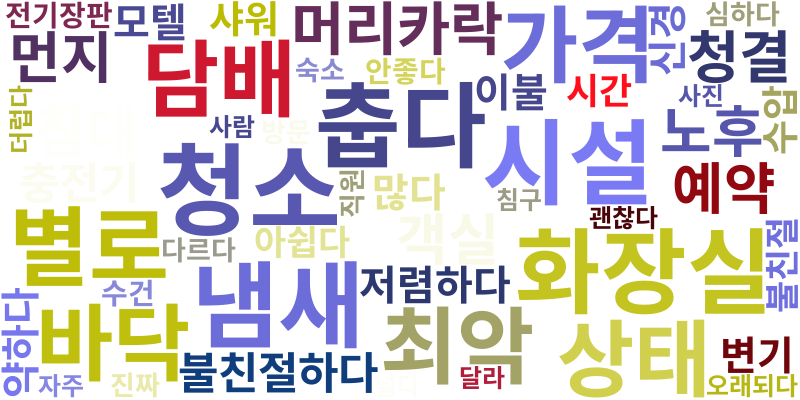 전기장판
모텔
샤워
머리카락
가격
신경
심하다
청결
먼지
담배
숙소
안좋다
이불
시간
사진
수압
더럽다
춥다
사람
방문
노후
시설
충전기
청소
직원
많다
침구
예약
괜찮다
별로
다르다
아쉽다
객실
화장실
불친절
냄새
저렴하다
수건
약하다
바닥
최악
상태
변기
불친절하다
달라
자주
진짜
오래되다